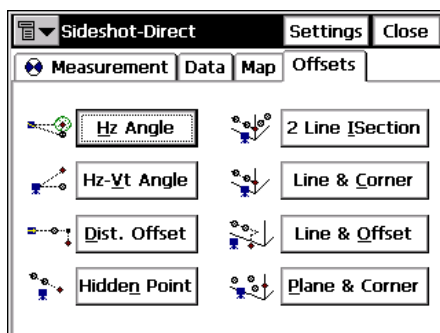 Sideshot-Direct Settings Close
Measurement Data Map Offsets
Hz Angle 2 Line ISection
Hz-Vt Angle Line & Corner
Dist. Offset Line & Offset
Hidden Point Plane & Corner